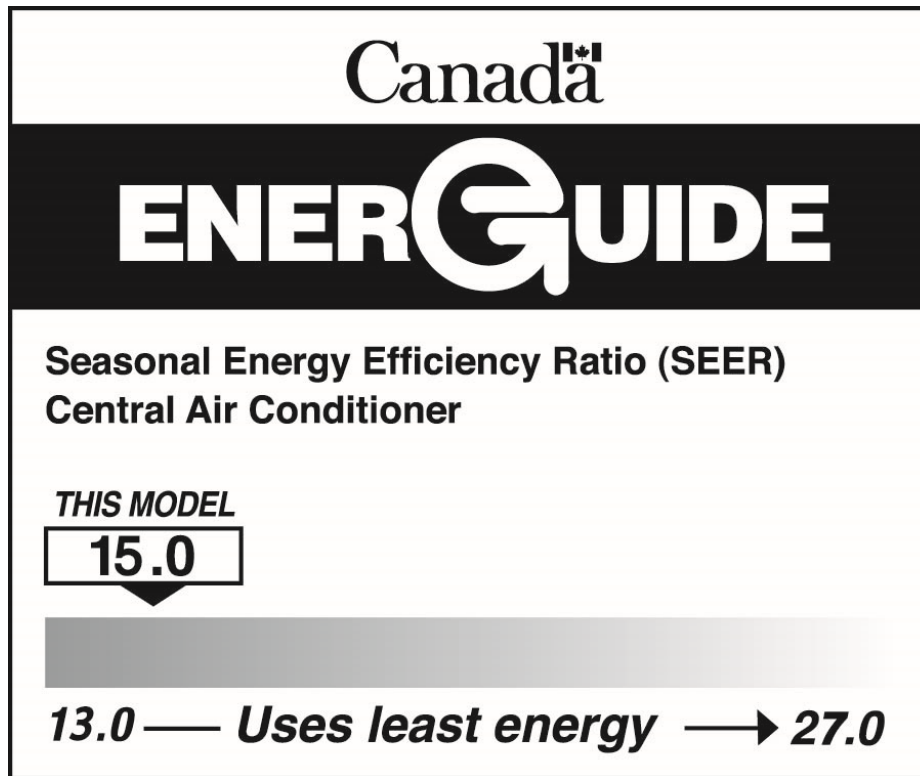 Canada
ENERGUIDE
Seasonal Energy Efficiency Ratio (SEER)
Central Air Conditioner
THIS MODEL
15.0
13.0 — Uses least energy → 27.0